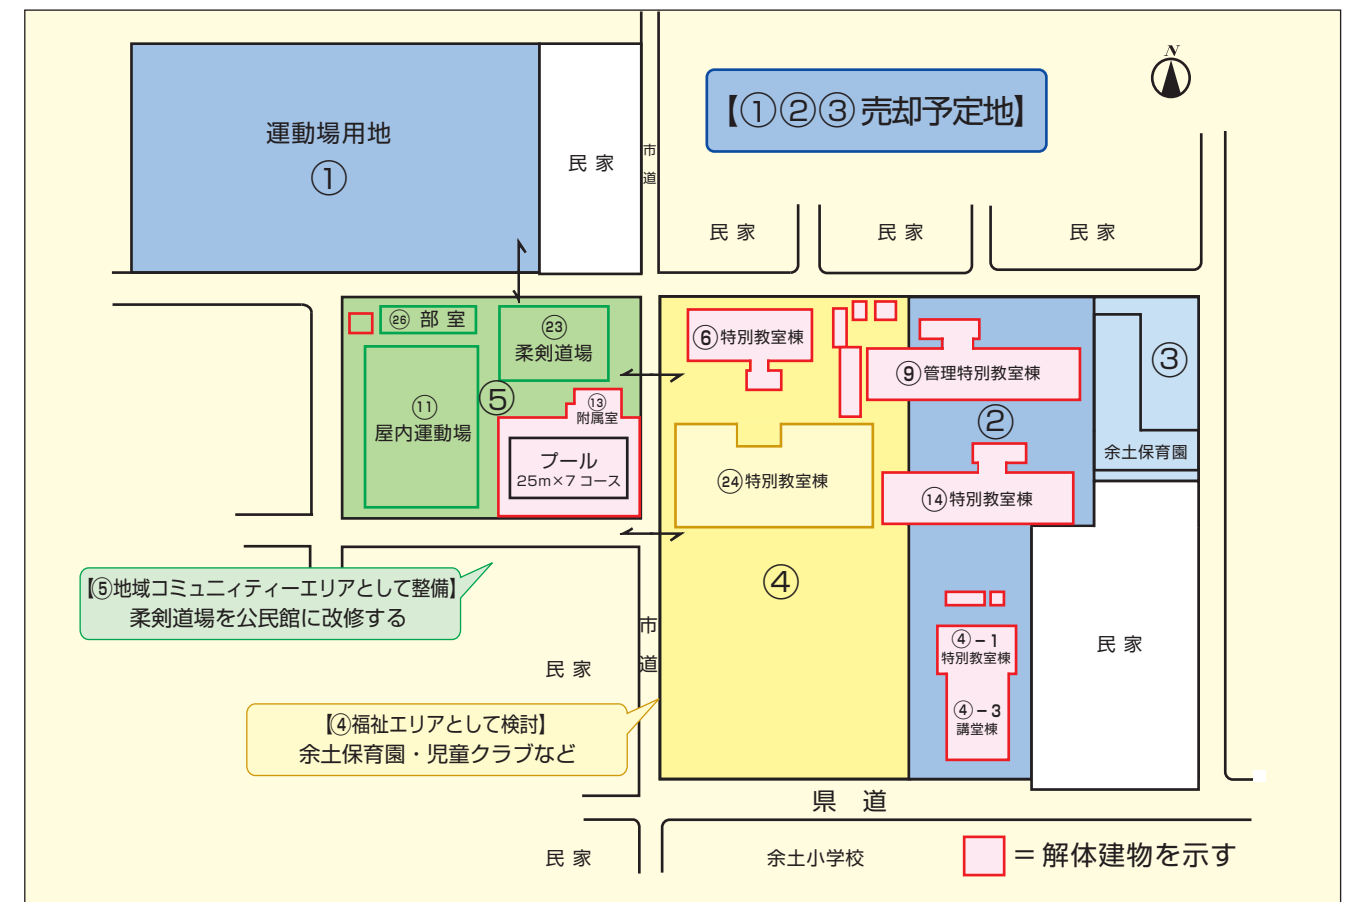 N
【①②③売却予定地】
運動場用地
①
民家
市
道
民家
民家
民家
㉖ 部室
㉓
柔剣道場
⑥特別教室棟
⑨管理特別教室棟
③
⑤
⑪
屋内運動場
⑬
附属室
②
余土保育園
プール
25m×7 コース
㉔特別教室棟
⑭特別教室棟
④
【⑤地域コミュニィティーエリアとして整備】
柔剣道場を公民館に改修する
市
道
民家
④−1
特別教室棟
④−3
講堂棟
民家
【④福祉エリアとして検討】
余土保育園・児童クラブなど
県道
民家
余土小学校
＝解体建物を示す